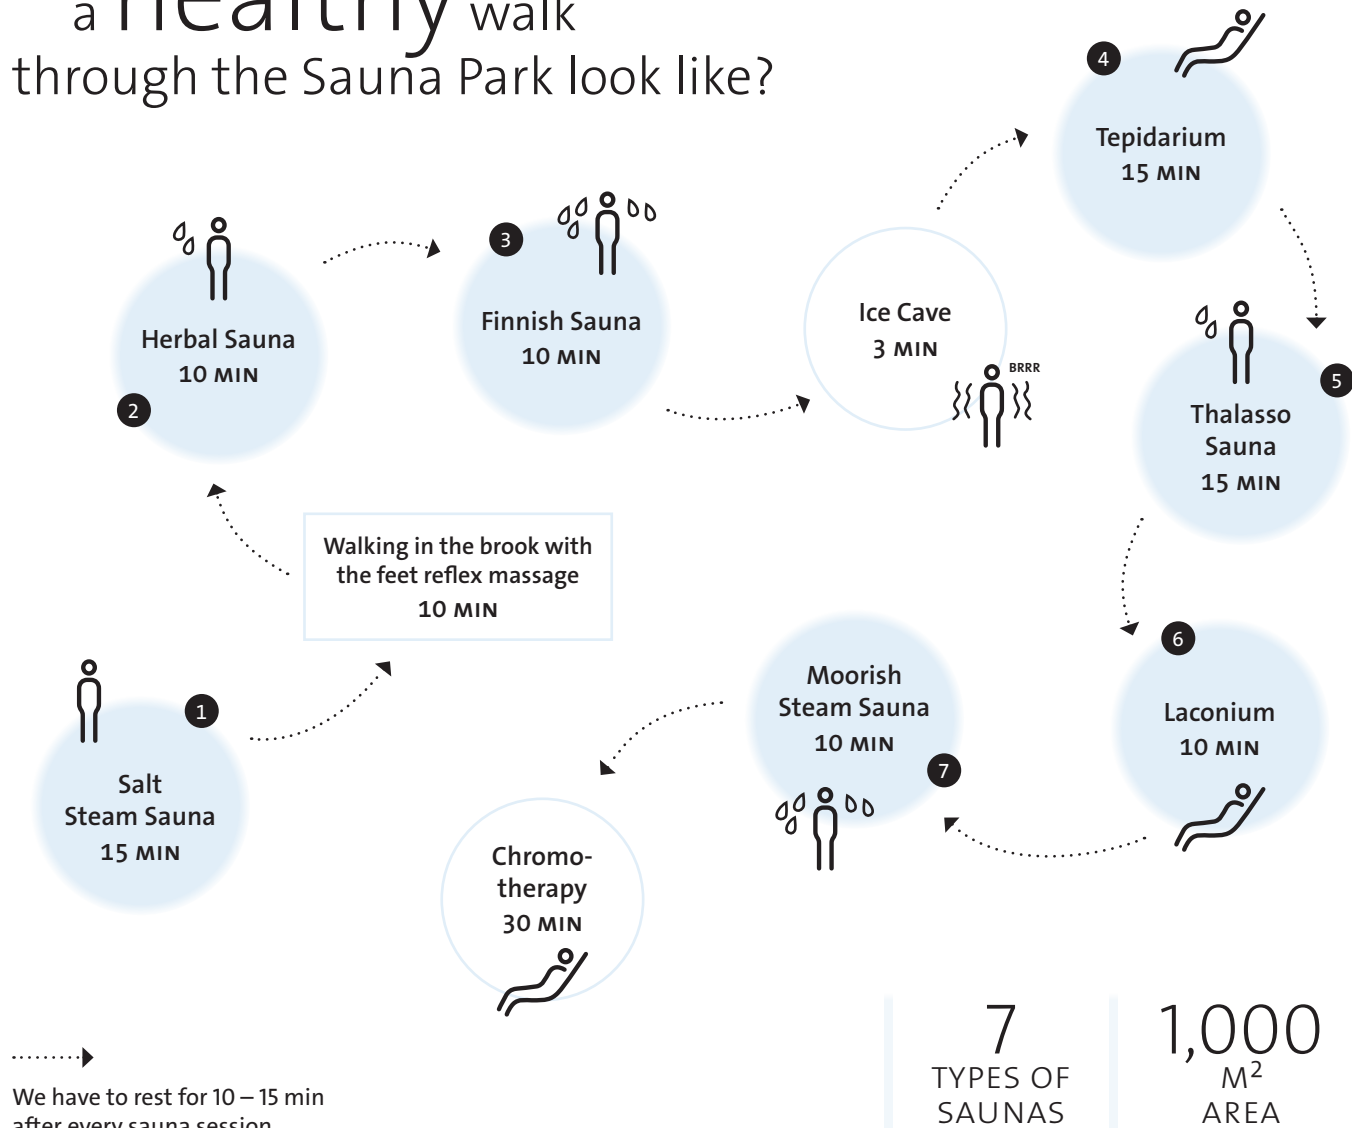 a healthy walk
through the Sauna Park look like?
4
Tepidarium
15 MIN
3
Herbal Sauna
10 MIN
2
Finnish Sauna
10 MIN
Ice Cave
3 MIN
BRRR
5
Thalasso
Sauna
15 MIN
Walking in the brook with
the feet reflex massage
10 MIN
1
Salt
Steam Sauna
15 MIN
6
Laconium
10 MIN
Moorish
Steam Sauna
10 MIN
7
Chromo-
therapy
30 MIN
We have to rest for 10 – 15 min
after every sauna session
7
TYPES OF
SAUNAS
1,000
M²
AREA